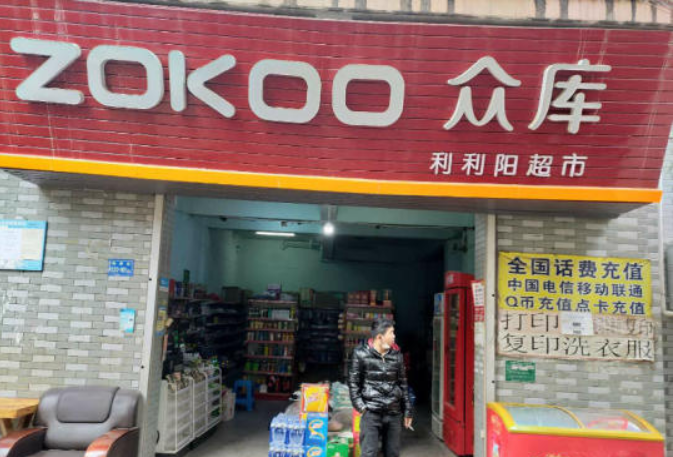 ZOKOO 众库
利利阳超市
全国话费充值
中国电信移动联通
Q币充值点卡充值
打印
复印洗衣服